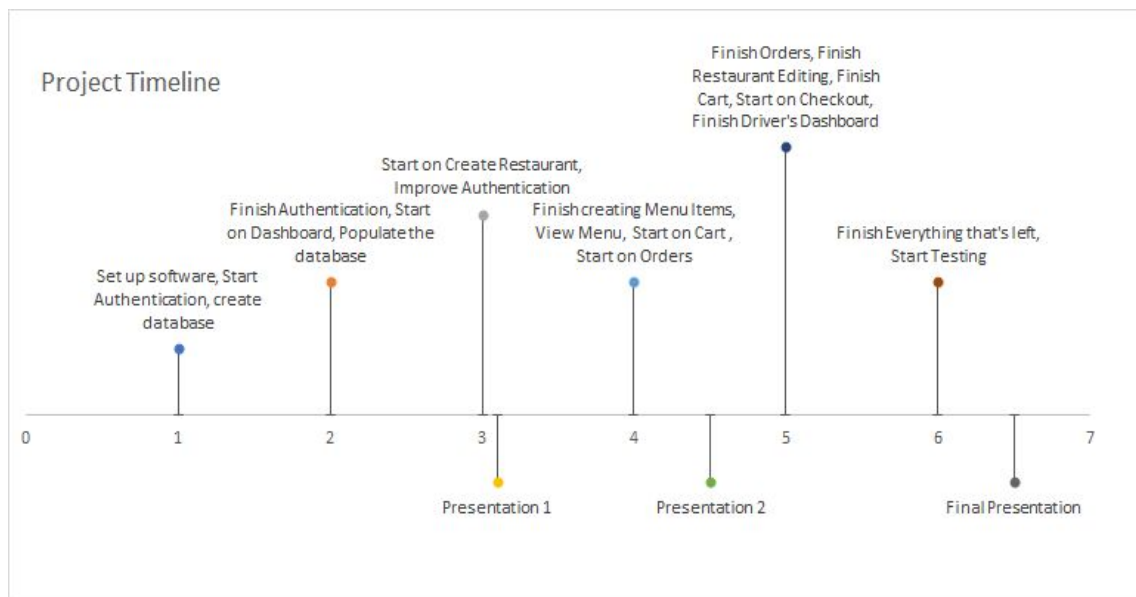 Project Timeline
Set up software, Start
Authentication, create
database
Finish Authentication, Start
on Dashboard, Populate the
database
Start on Create Restaurant,
Improve Authentication
Finish creating Menu Items,
View Menu, Start on Cart ,
Start on Orders
Finish Orders, Finish
Restaurant Editing, Finish
Cart, Start on Checkout,
Finish Driver's Dashboard
Finish Everything that's left,
Start Testing
0 1 2 3 4 5 6 7
Presentation 1
Presentation 2
Final Presentation